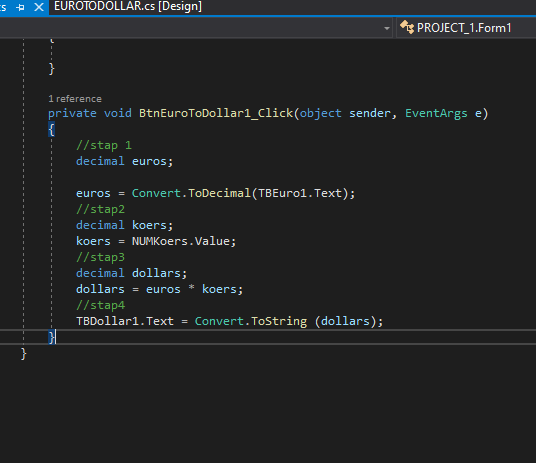 cs
EUROTODOLLAR.cs [Design]
PROJECT_1.Form1
{
}
1 reference
private void BtnEuroToDollar1_Click(object sender, EventArgs e)
{
//stap 1
decimal euros;
euros = Convert.ToDecimal(TBEuro1.Text);
//stap2
decimal koers;
koers = NUMKoers.Value;
//stap3
decimal dollars;
dollars = euros * koers;
//stap4
TBDollar1.Text = Convert.ToString (dollars);
}
}